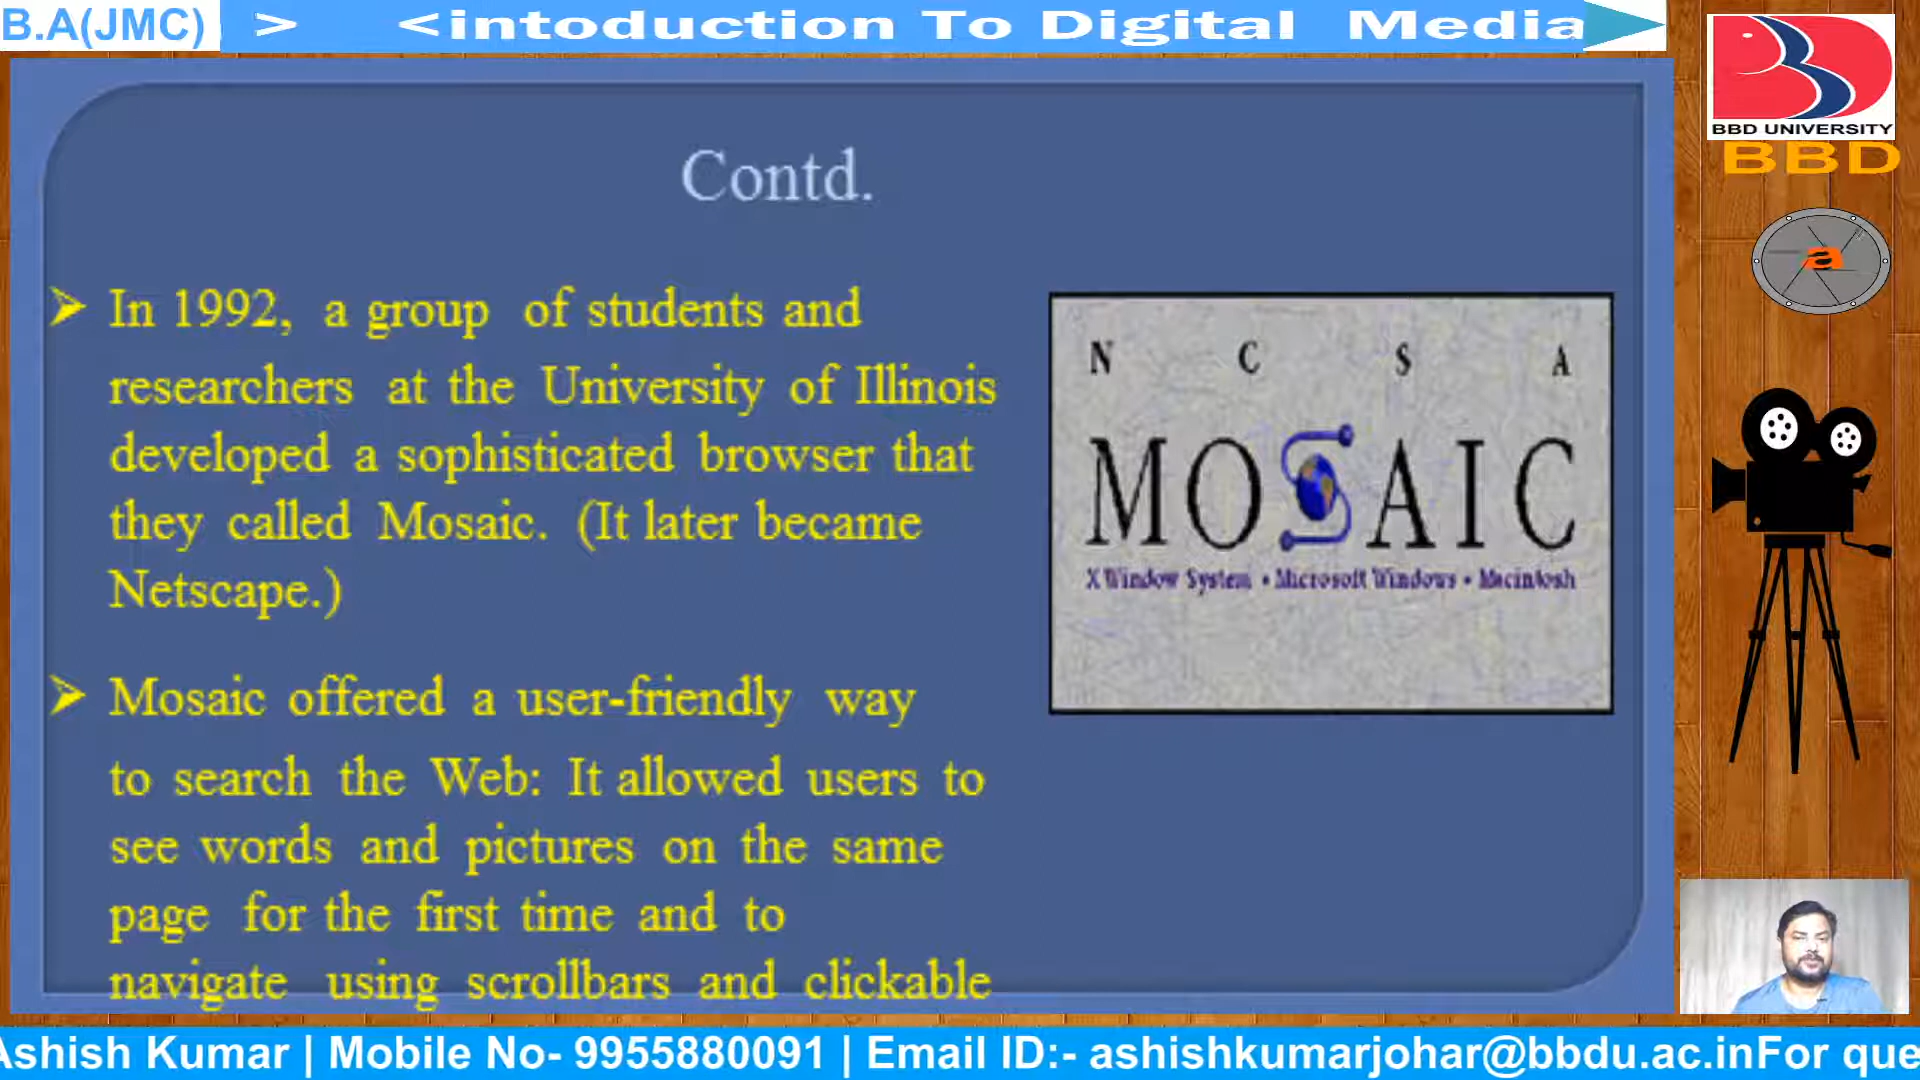 B.A(JMC) > <intoduction To Digital Media
BBD UNIVERSITY
BBD
a
Contd.
➤ In 1992, a group of students and
researchers at the University of Illinois
developed a sophisticated browser that
they called Mosaic. (It later became
Netscape.)
➤ Mosaic offered a user-friendly way
to search the Web: It allowed users to
see words and pictures on the same
page for the first time and to
navigate using scrollbars and clickable
N C S A
MOSAIC
X Window System • Microsoft Windows • Macintosh
Ashish Kumar | Mobile No- 9955880091 | Email ID:- ashishkumarjohar@bbdu.ac.inFor que